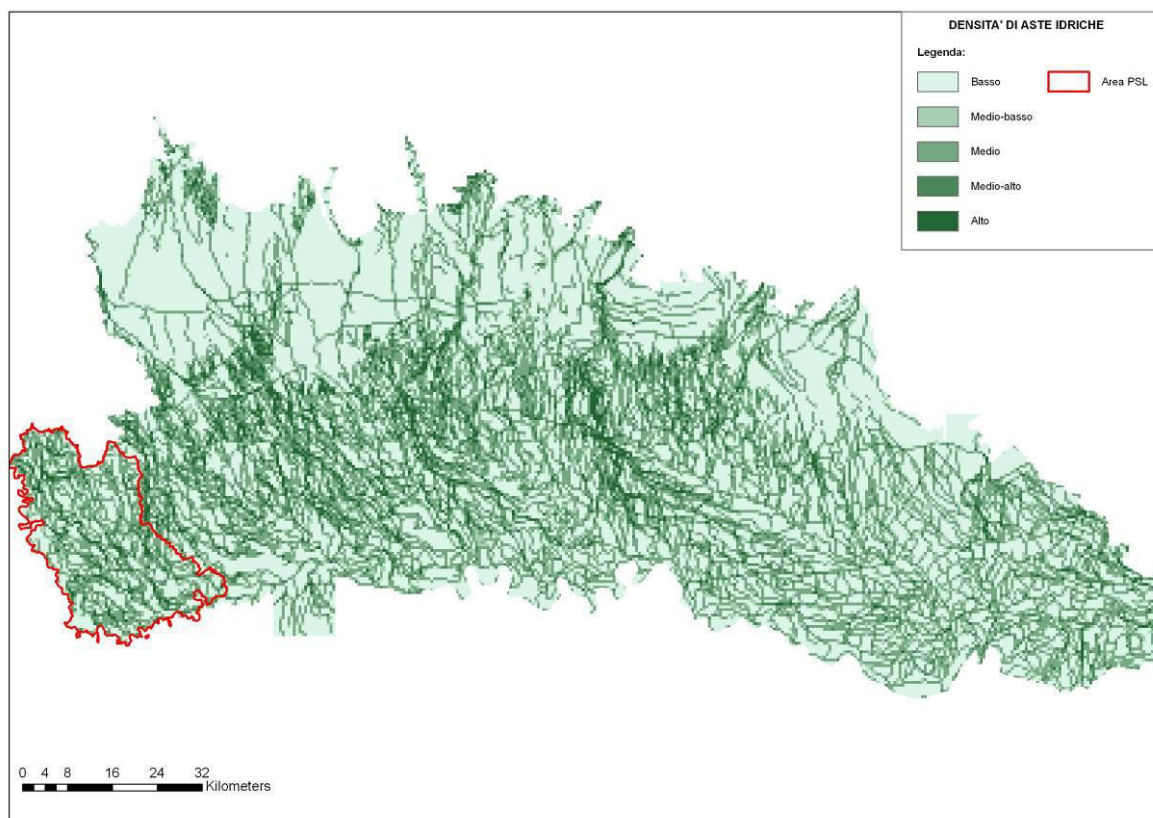 DENSITA' DI ASTE IDRICHE
Legenda:
Basso
Area PSL
Medio-basso
Medio
Medio-alto
Alto
0 4 8 16 24 32
Kilometers